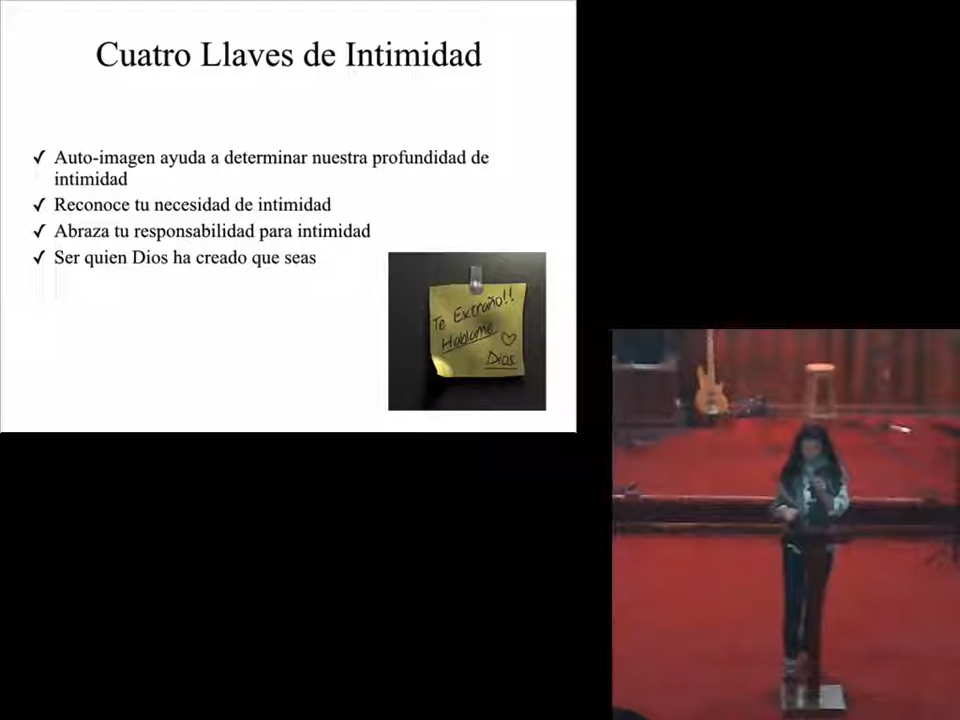 Cuatro Llaves de Intimidad
✓ Auto-imagen ayuda a determinar nuestra profundidad de
intimidad
✓ Reconoce tu necesidad de intimidad
✓ Abraza tu responsabilidad para intimidad
✓ Ser quien Dios ha creado que seas
Te Extraño!!
Hablame
Dios